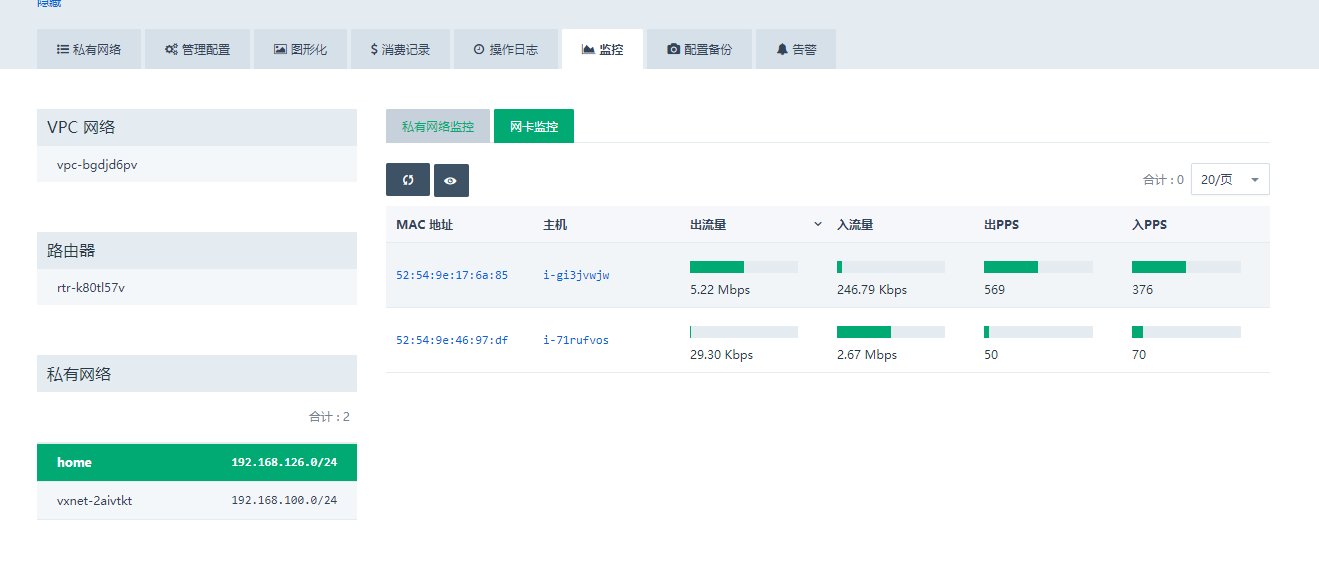 隐藏
私有网络 管理配置 图形化 消费记录 操作日志 监控 配置备份 告警
VPC 网络
vpc-bgdjd6pv
路由器
rtr-k80tl57v
私有网络
合计 : 2
home 192.168.126.0/24
vxnet-2aivtkt 192.168.100.0/24
私有网络监控 网卡监控
合计 : 0 20/页
MAC 地址 主机 出流量 入流量 出PPS 入PPS
52:54:9e:17:6a:85 i-gi3jvwjw 5.22 Mbps 246.79 Kbps 569 376
52:54:9e:46:97:df i-71rufvos 29.30 Kbps 2.67 Mbps 50 70